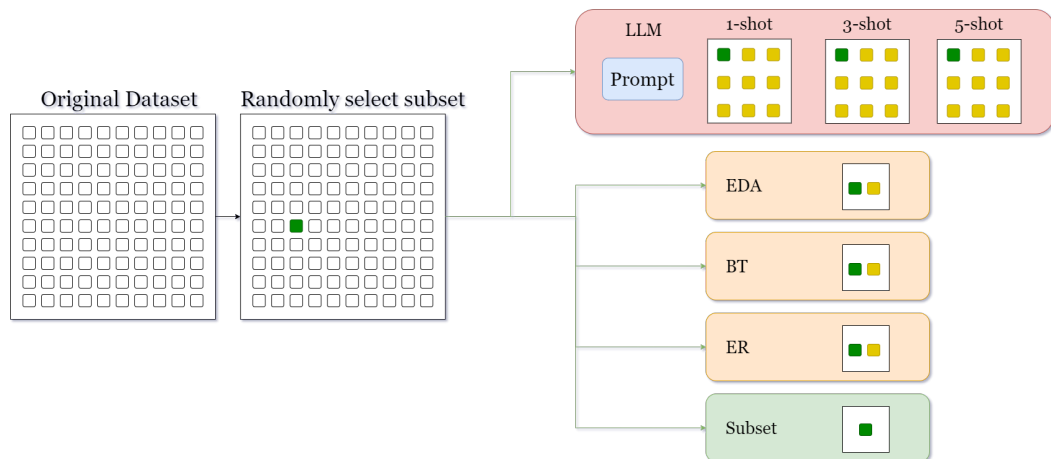 Original Dataset
Randomly select subset
LLM
Prompt
1-shot
3-shot
5-shot
EDA
BT
ER
Subset